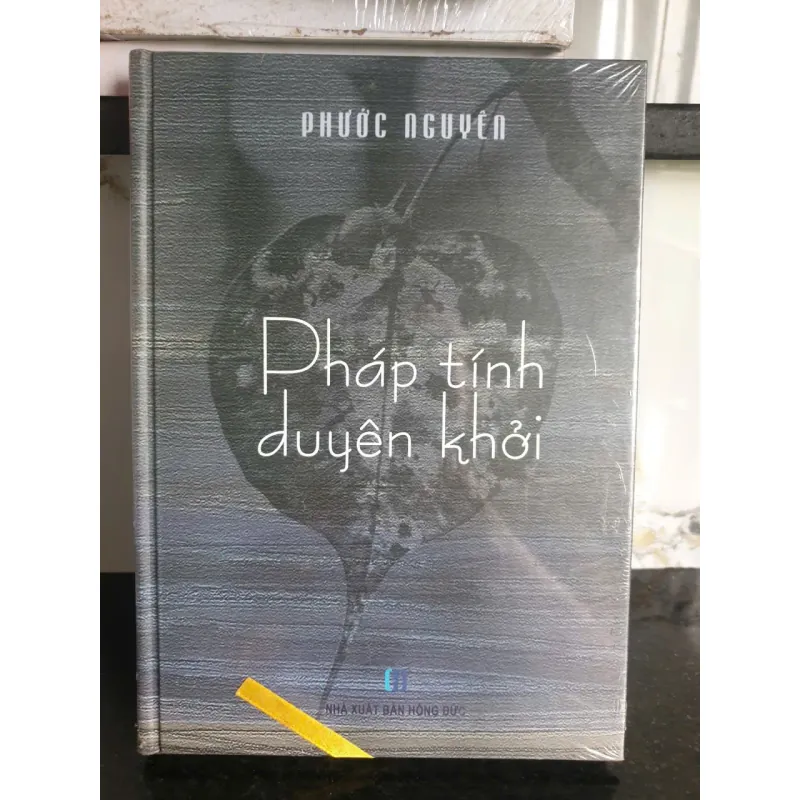 PHƯỚC NGUYÊN
Pháp tính
duyên khởi
NHÀ XUẤT BẢN HỒNG ĐỨC